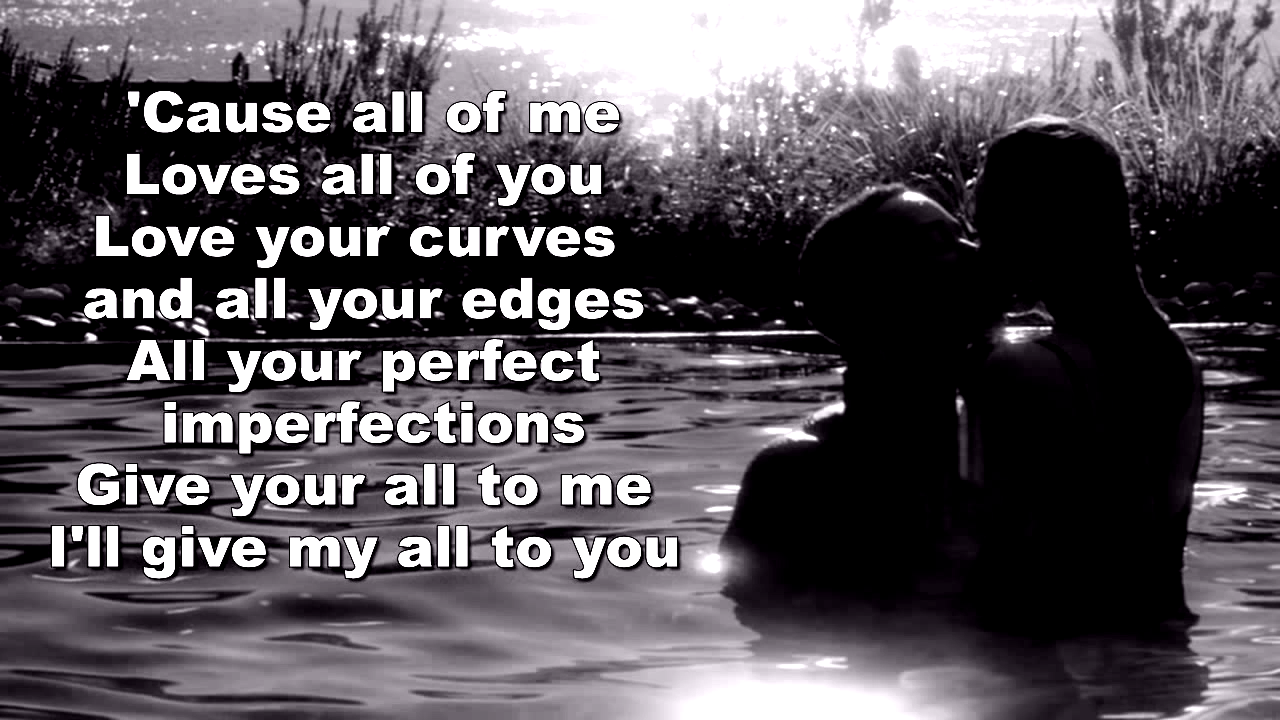 'Cause all of me
Loves all of you
Love your curves
and all your edges
All your perfect
imperfections
Give your all to me
I'll give my all to you